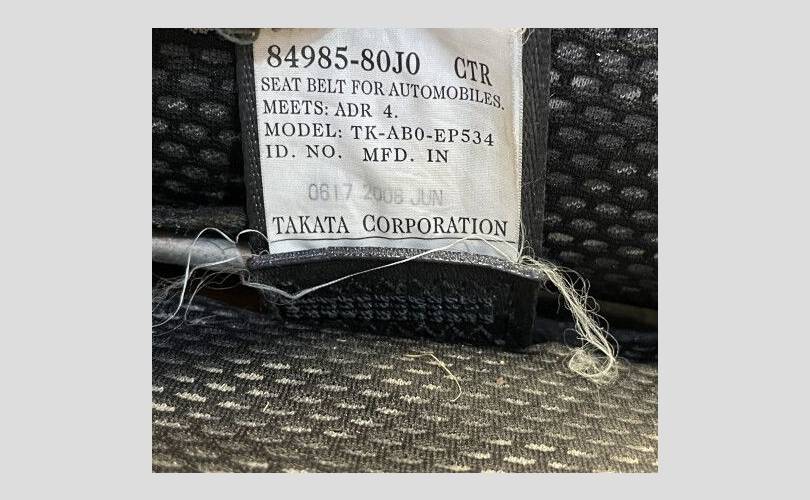 84985-80J0 CTR
SEAT BELT FOR AUTOMOBILES.
MEETS: ADR 4.
MODEL: TK-AB0-EP534
ID. NO. MFD. IN
0617 2008 JUN
TAKATA CORPORATION